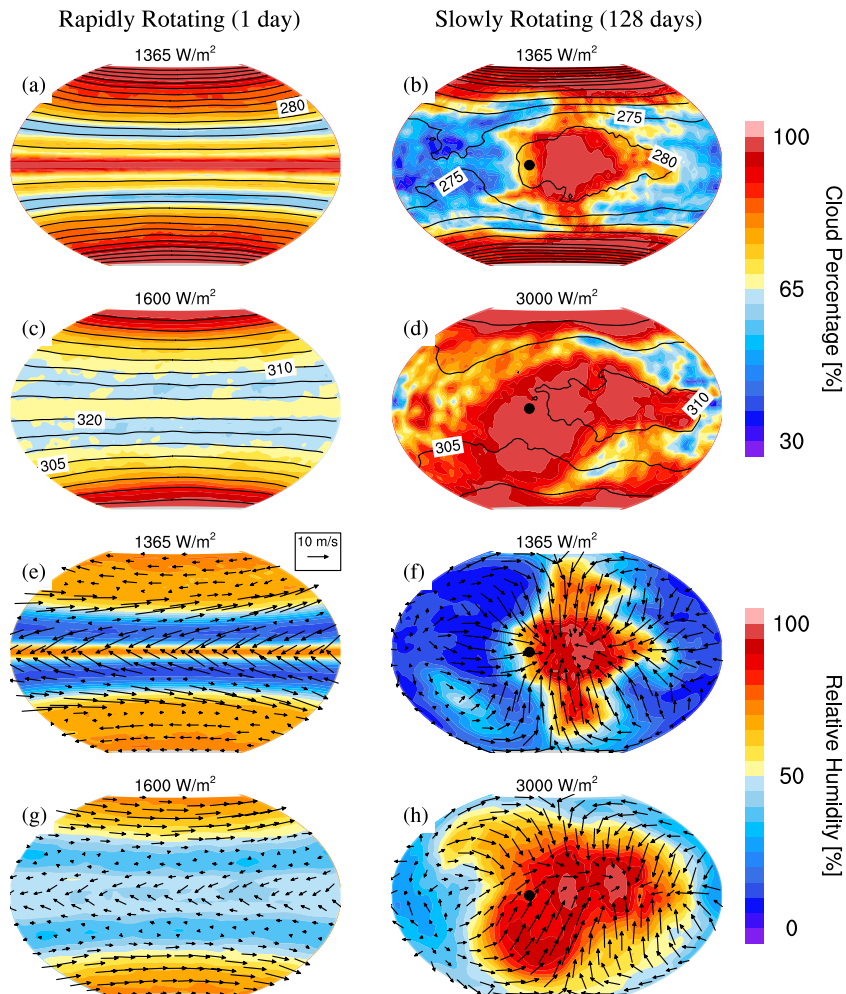 Rapidly Rotating (1 day)
Slowly Rotating (128 days)
1365 W/m²
1365 W/m²
(a)
280
(b)
275
280
275
1600 W/m²
3000 W/m²
(c)
310
320
305
(d)
310
305
100
65
30
Cloud Percentage [%]
1365 W/m²
1365 W/m²
(e)
10 m/s
(f)
1600 W/m²
3000 W/m²
(g)
(h)
100
50
0
Relative Humidity [%]